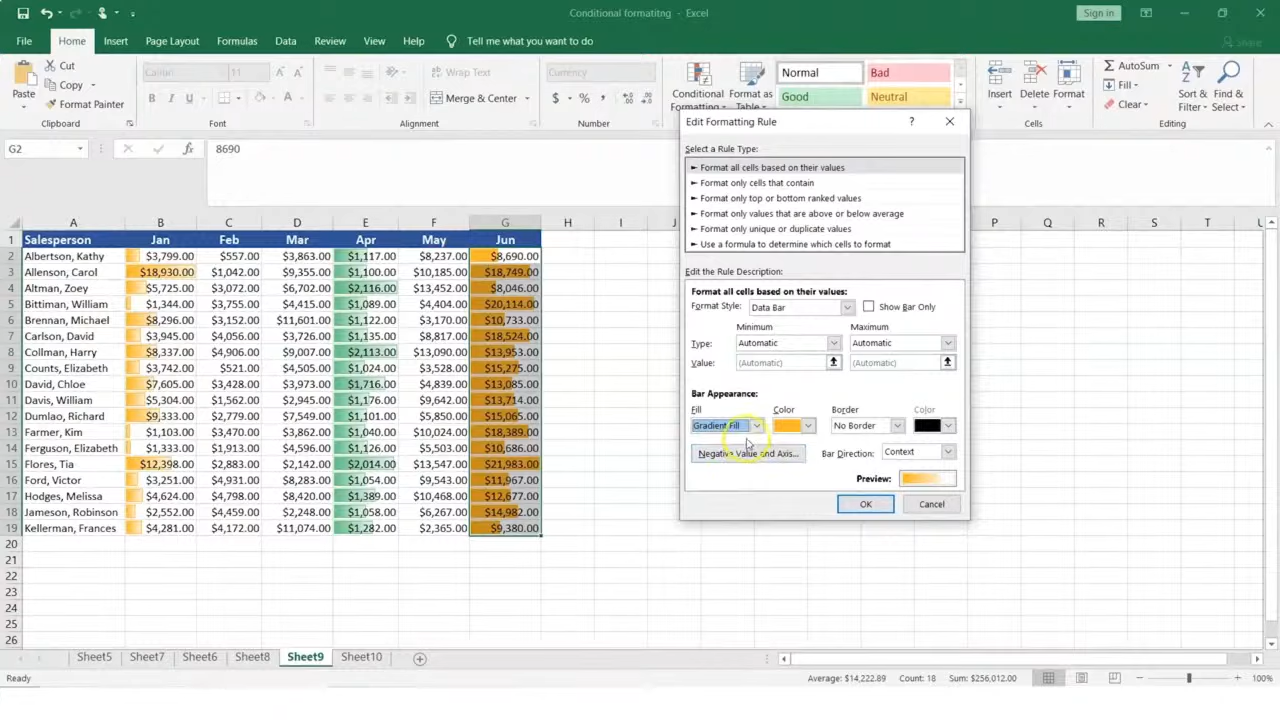 Conditional formatitng - Excel
Sign in
File Home Insert Page Layout Formulas Data Review View Help Tell me what you want to do Share
Paste
Cut
Copy
Format Painter
Clipboard
Calibri 11
B I U
Font
Wrap Text
Merge & Center
Alignment
Currency
$ % ,
Number
Conditional Formatting
Format as Table
Normal Bad
Good Neutral
Insert Delete Format
Cells
AutoSum
Fill
Clear
Sort & Filter
Find & Select
Editing
G2
fx
8690
A B C D E F G H I J N O P Q R S T U
1 Salesperson Jan Feb Mar Apr May Jun
2 Albertson, Kathy $3,799.00 $557.00 $3,863.00 $1,117.00 $8,237.00 $8,690.00
3 Allenson, Carol $18,930.00 $1,042.00 $9,355.00 $1,100.00 $10,185.00 $18,749.00
4 Altman, Zoey $5,725.00 $3,072.00 $6,702.00 $2,116.00 $13,452.00 $8,046.00
5 Bittiman, William $1,344.00 $3,755.00 $4,415.00 $1,089.00 $4,404.00 $20,114.00
6 Brennan, Michael $8,296.00 $3,152.00 $11,601.00 $1,122.00 $3,170.00 $10,733.00
7 Carlson, David $3,945.00 $4,056.00 $3,726.00 $1,135.00 $8,817.00 $18,524.00
8 Collman, Harry $8,337.00 $4,906.00 $9,007.00 $2,113.00 $13,090.00 $13,953.00
9 Counts, Elizabeth $3,742.00 $521.00 $4,505.00 $1,024.00 $3,528.00 $15,275.00
10 David, Chloe $7,605.00 $3,428.00 $3,973.00 $1,716.00 $4,839.00 $13,085.00
11 Davis, William $5,304.00 $1,562.00 $2,945.00 $1,176.00 $9,642.00 $13,714.00
12 Dumlao, Richard $9,333.00 $2,779.00 $7,549.00 $1,101.00 $5,850.00 $15,065.00
13 Farmer, Kim $1,103.00 $3,470.00 $3,862.00 $1,040.00 $10,024.00 $18,389.00
14 Ferguson, Elizabeth $1,333.00 $1,913.00 $4,596.00 $1,126.00 $5,503.00 $10,686.00
15 Flores, Tia $12,398.00 $2,883.00 $2,142.00 $2,014.00 $13,547.00 $21,983.00
16 Ford, Victor $3,251.00 $4,931.00 $8,283.00 $1,054.00 $9,543.00 $11,967.00
17 Hodges, Melissa $4,624.00 $4,798.00 $8,420.00 $1,389.00 $10,468.00 $12,677.00
18 Jameson, Robinson $2,552.00 $4,459.00 $2,248.00 $1,058.00 $6,267.00 $14,982.00
19 Kellerman, Frances $4,281.00 $4,172.00 $11,074.00 $1,282.00 $2,365.00 $9,380.00
20
21
22
23
24
25
26
Edit Formatting Rule ?
Select a Rule Type:
► Format all cells based on their values
► Format only cells that contain
► Format only top or bottom ranked values
► Format only values that are above or below average
► Format only unique or duplicate values
► Use a formula to determine which cells to format
Edit the Rule Description:
Format all cells based on their values:
Format Style: Data Bar Show Bar Only
Minimum Maximum
Type: Automatic Automatic
Value: (Automatic) (Automatic)
Bar Appearance:
Fill Color Border Color
Gradient Fill No Border
Negative Value and Axis... Bar Direction: Context
Preview:
OK Cancel
Sheet5 Sheet7 Sheet6 Sheet8 Sheet9 Sheet10
Ready Average: $14,222.89 Count: 18 Sum: $256,012.00 100%